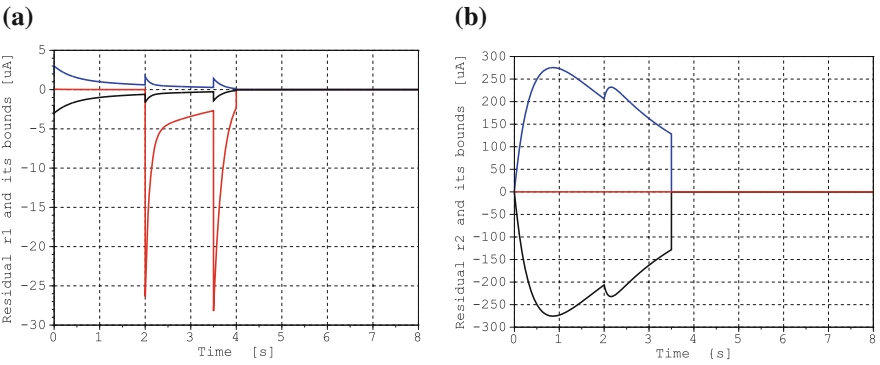 (a)
Residual r1 and its bounds [uA]
5
0
-5
-10
-15
-20
-25
-30
0 1 2 3 4 5 6 7 8
Time [s]
(b)
Residual r2 and its bounds [uA]
300
250
200
150
100
50
0
-50
-100
-150
-200
-250
-300
0 1 2 3 4 5 6 7 8
Time {s]